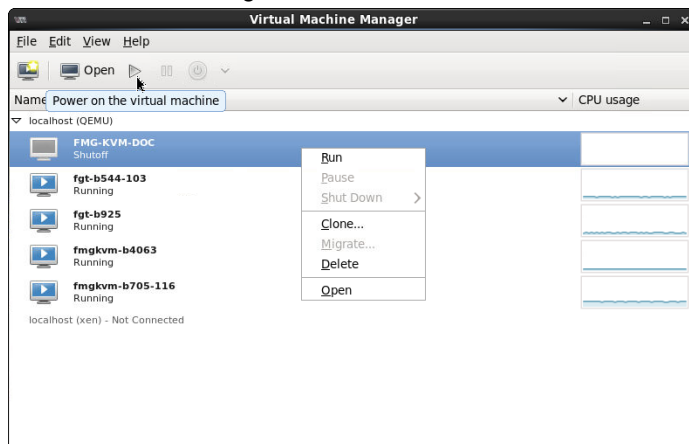 Virtual Machine Manager
File Edit View Help
Open
Name
Power on the virtual machine
CPU usage
localhost (QEMU)
FMG-KVM-DOC
Shutoff
fgt-b544-103
Running
fgt-b925
Running
fmgkvm-b4063
Running
fmgkvm-b705-116
Running
localhost (xen) - Not Connected
Run
Pause
Shut Down
Clone...
Migrate...
Delete
Open